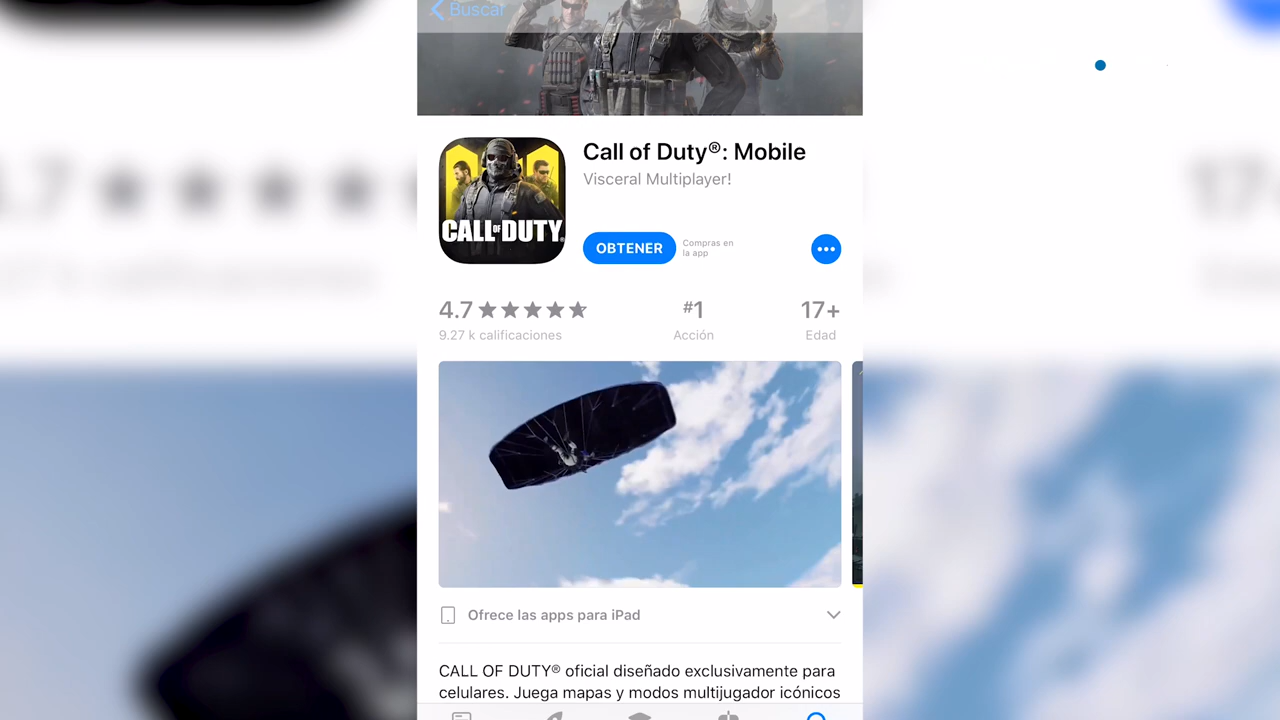 Buscar
Call of Duty®: Mobile
Visceral Multiplayer!
CALL OF DUTY®
OBTENER
Compras en
la app
4.7
#1
17+
9.27 k calificaciones
Acción
Edad
Ofrece las apps para iPad
CALL OF DUTY® oficial diseñado exclusivamente para
celulares. Juega mapas y modos multijugador icónicos